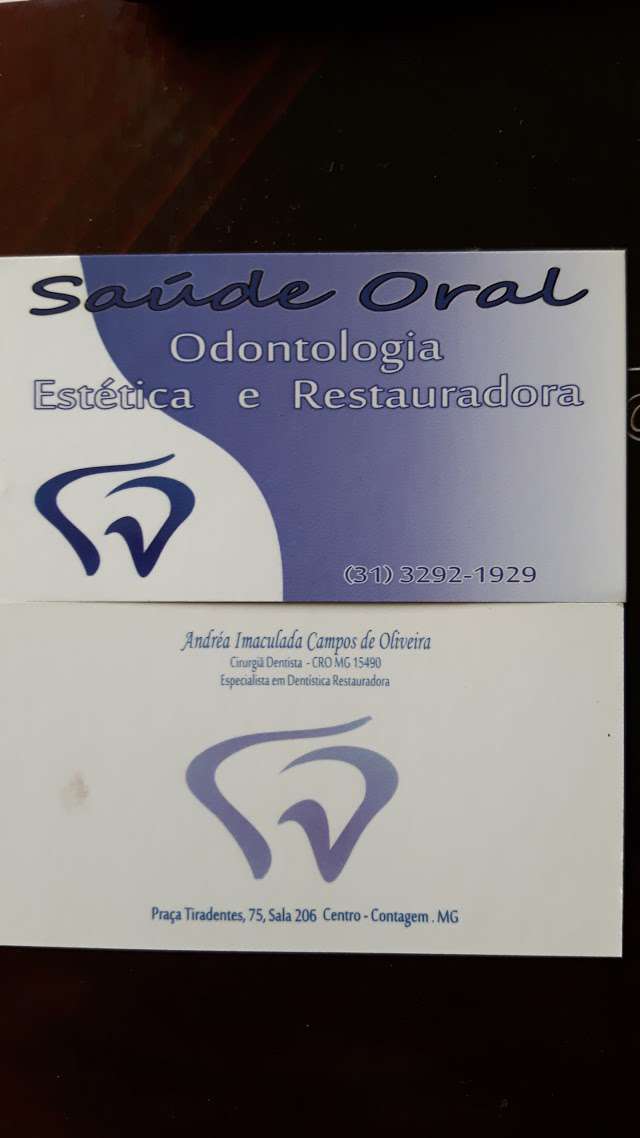 Saúde Oral
Odontologia
Estética e Restauradora
(31) 3292-1929
Andréa Imaculada Campos de Oliveira
Cirurgiã Dentista - CRO MG 15490
Especialista em Dentística Restauradora
Praça Tiradentes, 75, Sala 206 Centro - Contagem . MG